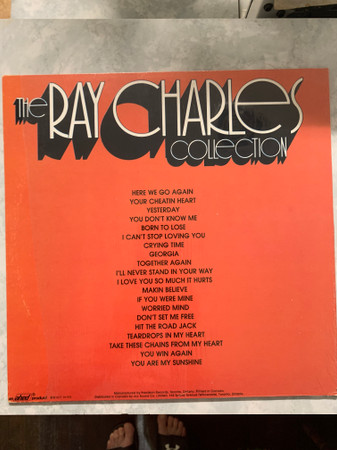 The
RAY CHARLES
COLLECTION
HERE WE GO AGAIN
YOUR CHEATIN HEART
YESTERDAY
YOU DON'T KNOW ME
BORN TO LOSE
I CAN'T STOP LOVING YOU
CRYING TIME
GEORGIA
TOGETHER AGAIN
I'LL NEVER STAND IN YOUR WAY
I LOVE YOU SO MUCH IT HURTS
MAKIN BELIEVE
IF YOU WERE MINE
WORRIED MIND
DON'T SET ME FREE
HIT THE ROAD JACK
TEARDROPS IN MY HEART
TAKE THESE CHAINS FROM MY HEART
YOU WIN AGAIN
YOU ARE MY SUNSHINE